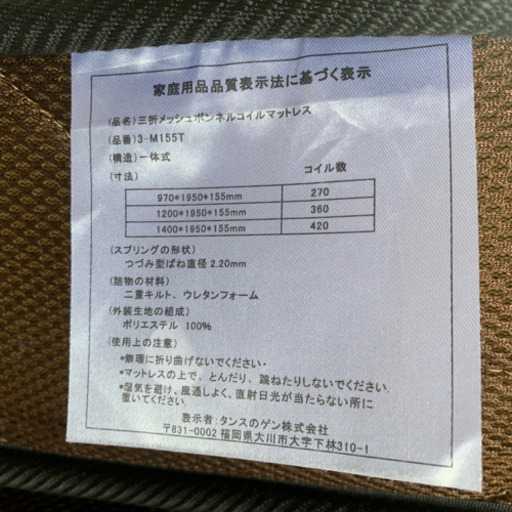 家庭用品品質表示法に基づく表示
(品名) 三折メッシュボンネルコイルマットレス
(品番) 3-M155T
(構造) 一体式
(寸法) コイル数
970*1950*155mm 270
1200*1950*155mm 360
1400*1950*155mm 420
(スプリングの形状)
つづみ型ばね直径2.20mm
(詰物の材料)
二重キルト、ウレタンフォーム
(外装生地の組成)
ポリエステル 100%
(使用上の注意)
*無理に折り曲げないでください・
*マットレスの上で、とんだり、跳ねたりしないでください.
*湿気を避け、風通しよく、直射日光が当たらない所に
置いてください、
表示者:タンスのゲン株式会社
〒831-0002 福岡県大川市大字下林310-1